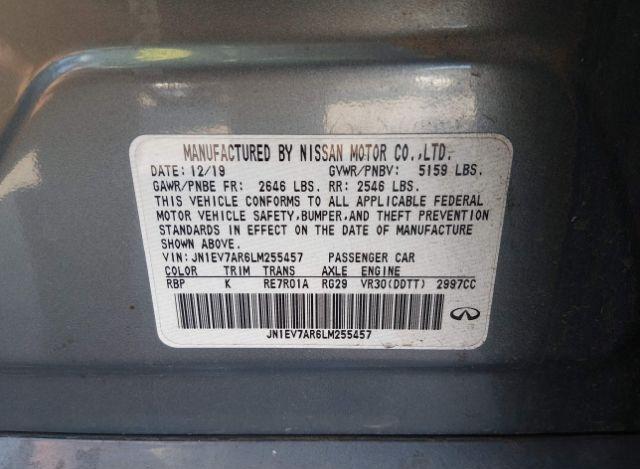 MANUFACTURED BY NISSAN MOTOR CO.,LTD.
DATE: 12/19 GVWR/PNBV: 5159 LBS.
GAWR/PNBE FR: 2646 LBS. RR: 2546 LBS.
THIS VEHICLE CONFORMS TO ALL APPLICABLE FEDERAL
MOTOR VEHICLE SAFETY,BUMPER,AND THEFT PREVENTION
STANDARDS IN EFFECT ON THE DATE OF MANUFACTURE
SHOWN ABOVE.
VIN: JN1EV7AR6LM255457 PASSENGER CAR
COLOR TRIM TRANS AXLE ENGINE
RBP K RE7R01A RG29 VR30(DDTT) 2997CC
JN1EV7AR6LM255457